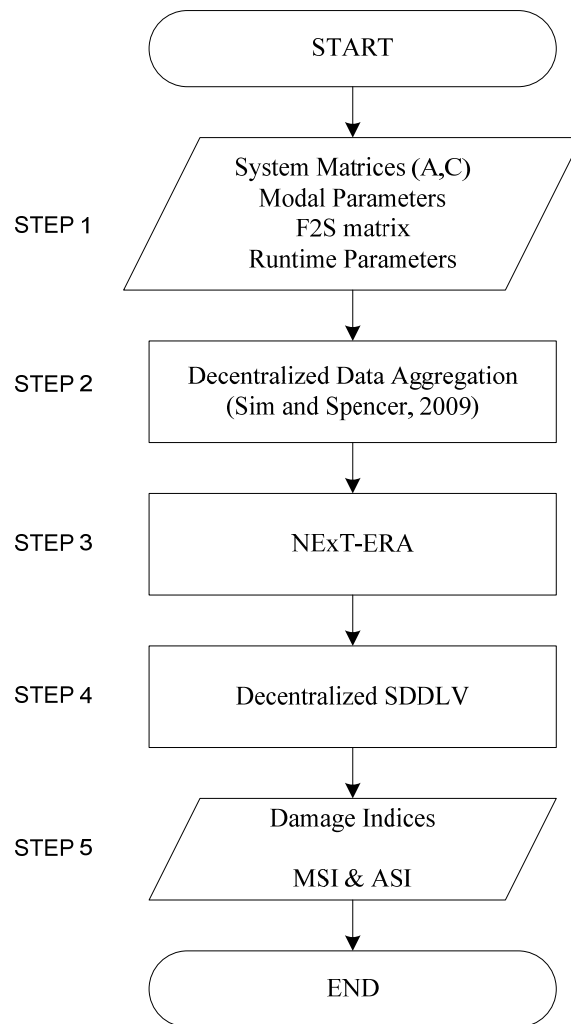 START
STEP 1
System Matrices (A,C)
Modal Parameters
F2S matrix
Runtime Parameters
STEP 2
Decentralized Data Aggregation
(Sim and Spencer, 2009)
STEP 3
NExT-ERA
STEP 4
Decentralized SDDLV
STEP 5
Damage Indices
MSI & ASI
END